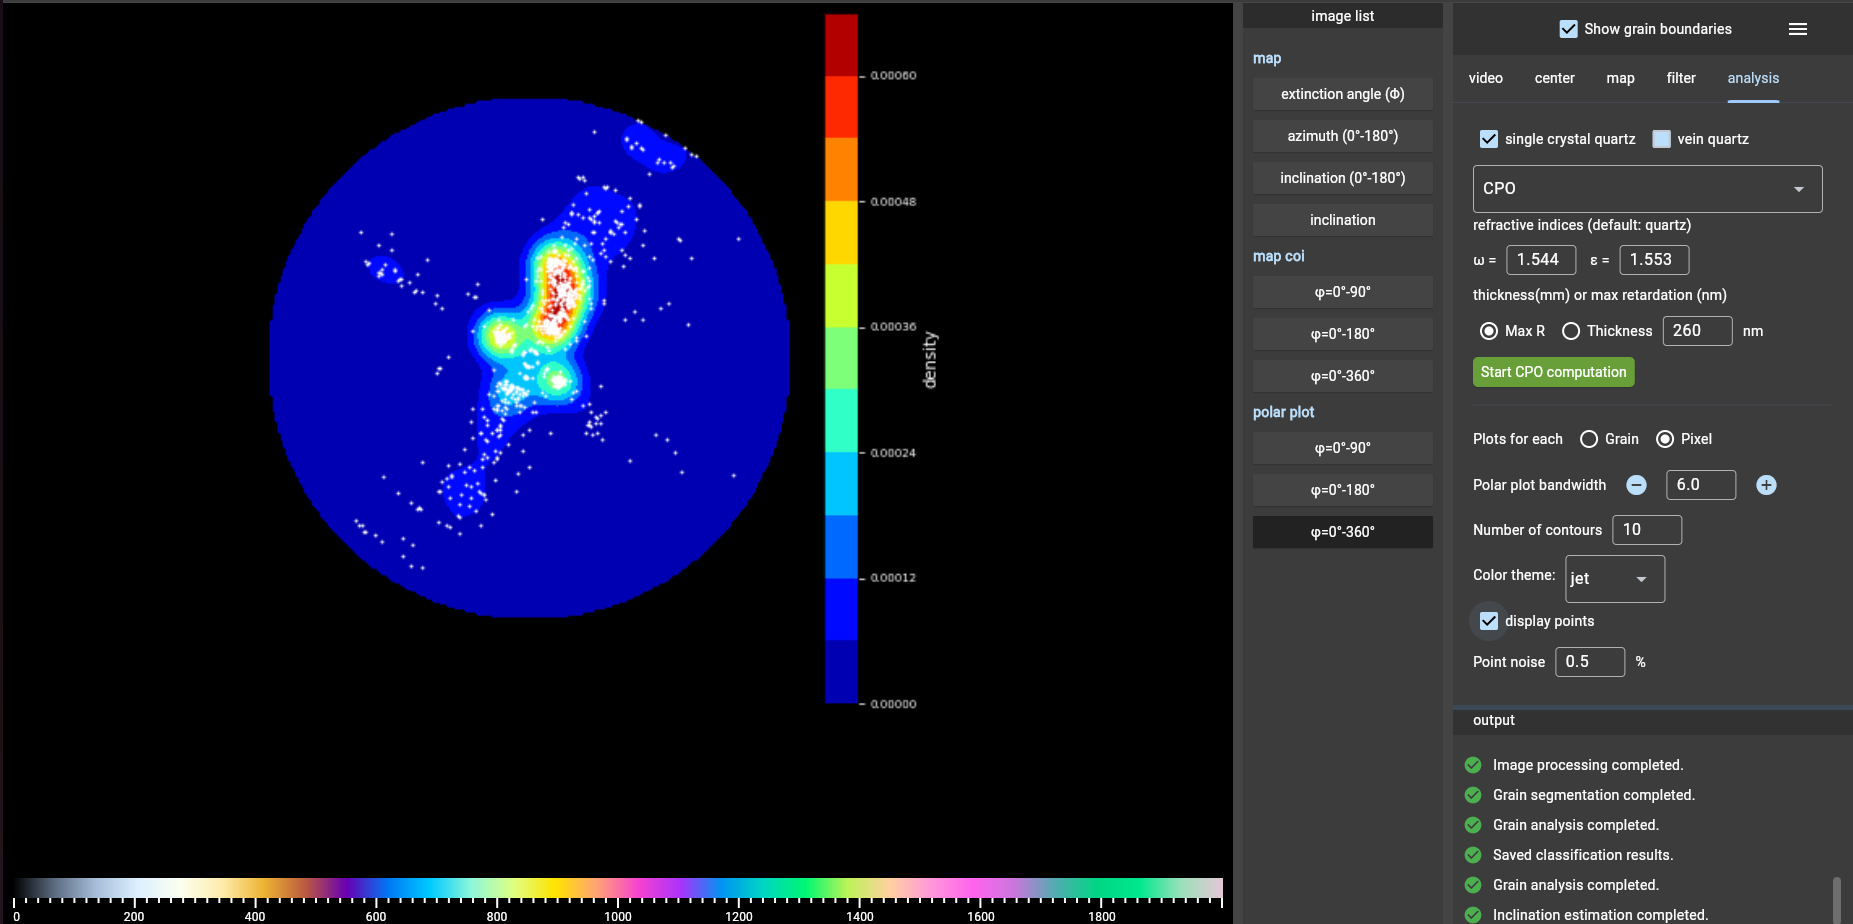 image list
Show grain boundaries
map
video center map filter analysis
extinction angle (Φ)
azimuth (0°-180°)
inclination (0°-180°)
inclination
map coi
φ=0°-90°
φ=0°-180°
φ=0°-360°
polar plot
φ=0°-90°
φ=0°-180°
φ=0°-360°
single crystal quartz vein quartz
CPO
refractive indices (default: quartz)
ω = 1.544 ε = 1.553
thickness(mm) or max retardation (nm)
Max R Thickness 260 nm
Start CPO computation
Plots for each Grain Pixel
Polar plot bandwidth 6.0
Number of contours 10
Color theme: jet
display points
Point noise 0.5 %
output
Image processing completed.
Grain segmentation completed.
Grain analysis completed.
Saved classification results.
Grain analysis completed.
Inclination estimation completed.
0.00060
0.00048
0.00036
0.00024
0.00012
0.00000
density
0 200 400 600 800 1000 1200 1400 1600 1800